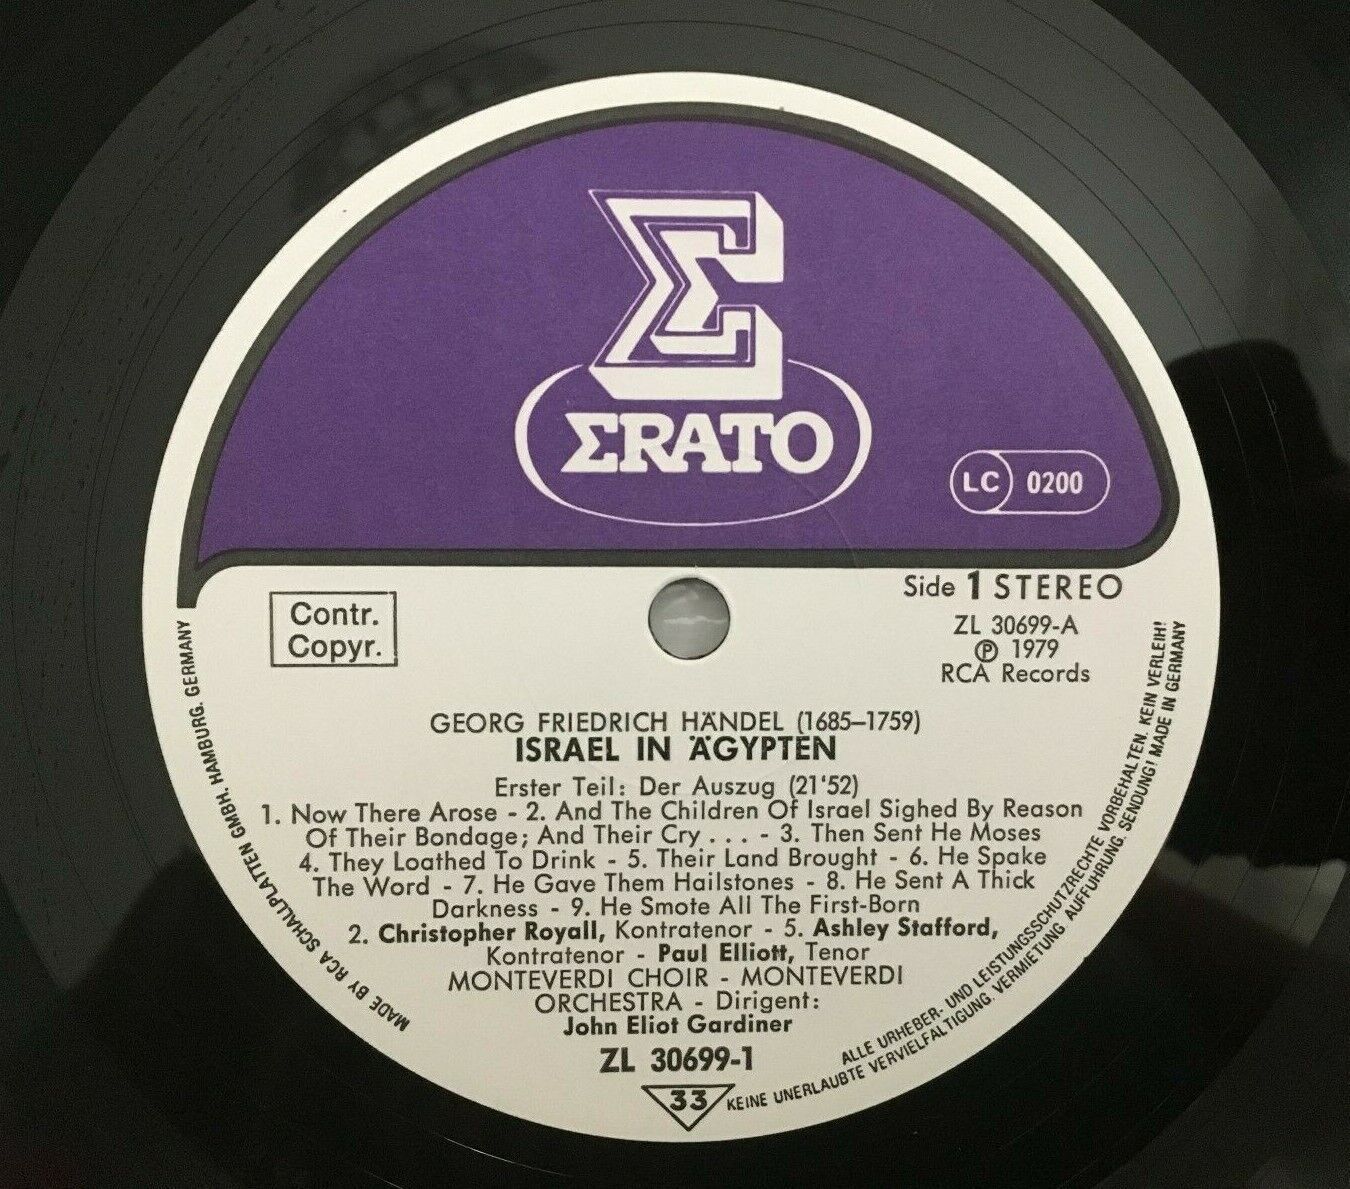 ΣRATO
LC 0200
Side 1 STEREO
Contr.
Copyr.
ZL 30699-A
℗ 1979
RCA Records
GEORG FRIEDRICH HÄNDEL (1685–1759)
ISRAEL IN ÄGYPTEN
Erster Teil: Der Auszug (21'52)
1. Now There Arose - 2. And The Children Of Israel Sighed By Reason
Of Their Bondage; And Their Cry . . . - 3. Then Sent He Moses
4. They Loathed To Drink - 5. Their Land Brought - 6. He Spake
The Word - 7. He Gave Them Hailstones - 8. He Sent A Thick
Darkness - 9. He Smote All The First-Born
2. Christopher Royall, Kontratenor - 5. Ashley Stafford,
Kontratenor - Paul Elliott, Tenor
MONTEVERDI CHOIR - MONTEVERDI
ORCHESTRA - Dirigent:
John Eliot Gardiner
ZL 30699-1
33
MADE BY RCA SCHALLPLATTEN GMBH. HAMBURG. GERMANY
ALLE URHEBER- UND LEISTUNGSSCHUTZRECHTE VORBEHALTEN. KEIN VERLEIH!
KEINE UNERLAUBTE VERVIELFALTIGUNG. VERMIETUNG AUFFUHRUNG. SENDUNG! MADE IN GERMANY